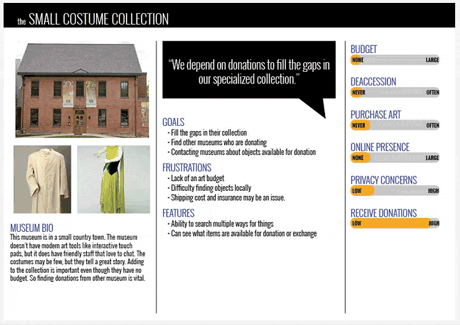 the SMALL COSTUME COLLECTION
"We depend on donations to fill the gaps in
our specialized collection."
GOALS
· Fill the gaps in their collection
· Find other museums who are donating
· Contacting museums about objects available for donation
FRUSTRATIONS
· Lack of an art budget
· Difficulty finding objects locally
· Shipping cost and insurance may be an issue.
FEATURES
· Ability to search multiple ways for things
· Can see what items are available for donation or exchange
MUSEUM BIO
This museum is in a small country town. The museum
doesn't have modern art tools like interactive touch
pads, but it does have friendly staff that love to chat. The
costumes may be few, but they tell a great story. Adding
to the collection is important even though they have no
budget. So finding donations from other museum is vital.
BUDGET
NONE LARGE
DEACCESSION
NEVER OFTEN
PURCHASE ART
NEVER OFTEN
ONLINE PRESENCE
NONE LARGE
PRIVACY CONCERNS
LOW HIGH
RECEIVE DONATIONS
LOW HIGH